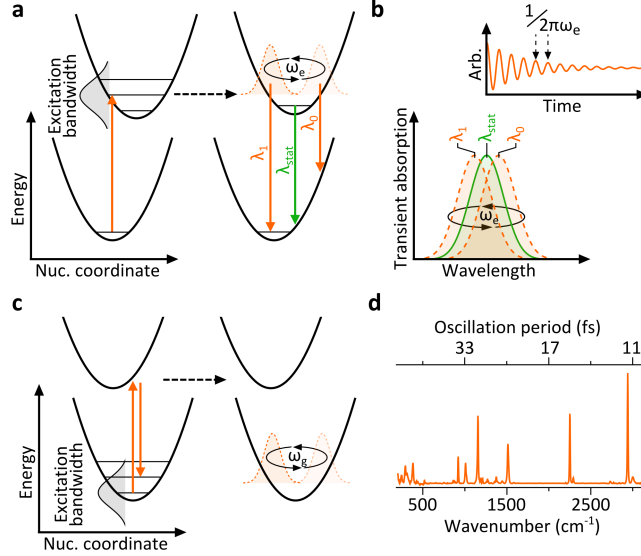 a
Excitation
bandwidth
Energy
Nuc. coordinate
ωe
λ1
λstat
λ0
b
1/2πωe
Arb.
Time
λstat
λ1
λ0
Transient absorption
ωe
Wavelength
c
Energy
Excitation
bandwidth
Nuc. coordinate
ωg
d
Oscillation period (fs)
33
17
11
500
1500
2500
Wavenumber (cm⁻¹)